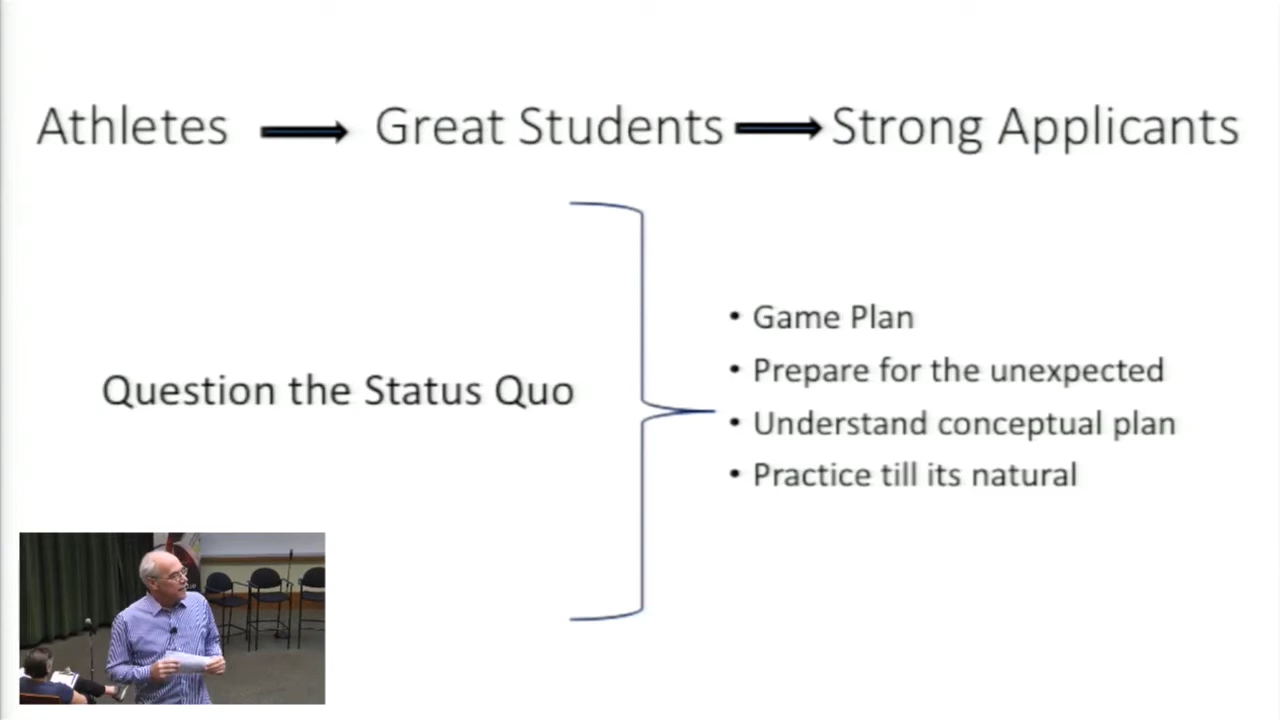 Athletes → Great Students → Strong Applicants
Question the Status Quo
• Game Plan
• Prepare for the unexpected
• Understand conceptual plan
• Practice till its natural